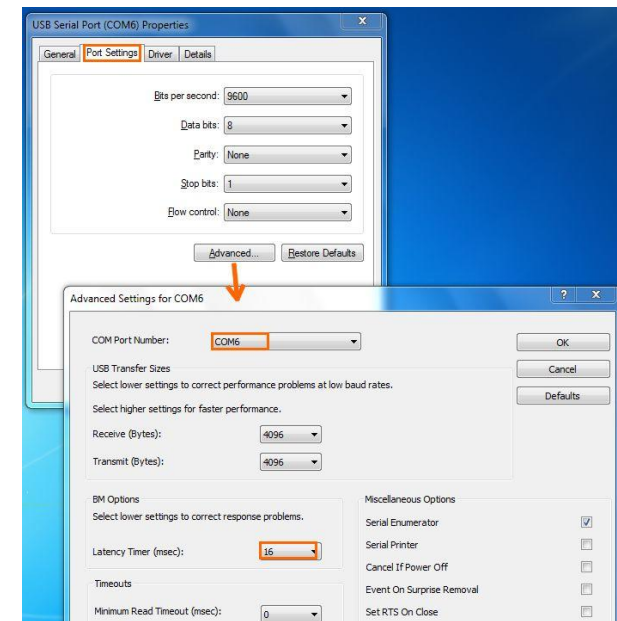 USB Serial Port (COM6) Properties
X
General Port Settings Driver Details
Bits per second: 9600
Data bits: 8
Parity: None
Stop bits: 1
Flow control: None
Advanced... Restore Defaults
Advanced Settings for COM6
? X
COM Port Number: COM6
OK
USB Transfer Sizes
Cancel
Select lower settings to correct performance problems at low baud rates.
Defaults
Select higher settings for faster performance.
Receive (Bytes): 4096
Transmit (Bytes): 4096
BM Options
Select lower settings to correct response problems.
Latency Timer (msec): 16
Timeouts
Minimum Read Timeout (msec): 0
Miscellaneous Options
Serial Enumerator
Serial Printer
Cancel If Power Off
Event On Surprise Removal
Set RTS On Close